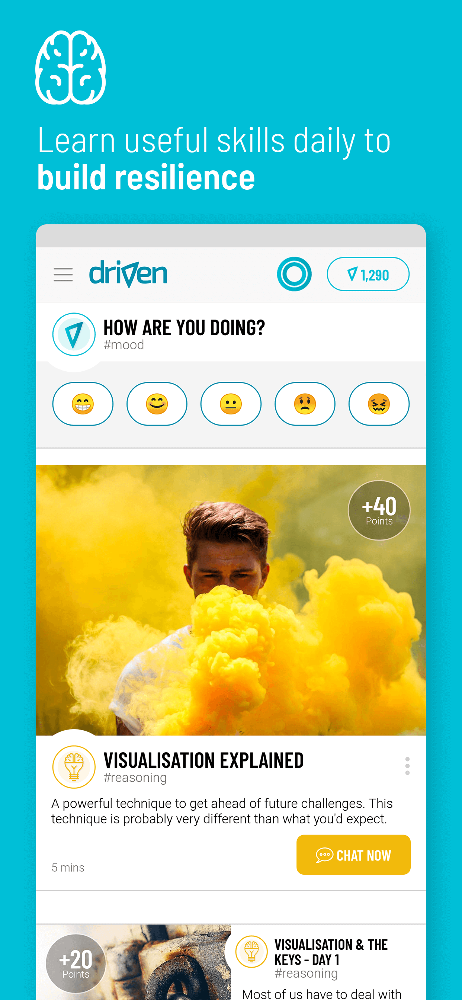 Learn useful skills daily to
build resilience
driven
1,290
HOW ARE YOU DOING?
#mood
+40
Points
VISUALISATION EXPLAINED
#reasoning
A powerful technique to get ahead of future challenges. This
technique is probably very different than what you'd expect.
CHAT NOW
5 mins
+20
Points
VISUALISATION & THE
KEYS - DAY 1
#reasoning
Most of us have to deal with